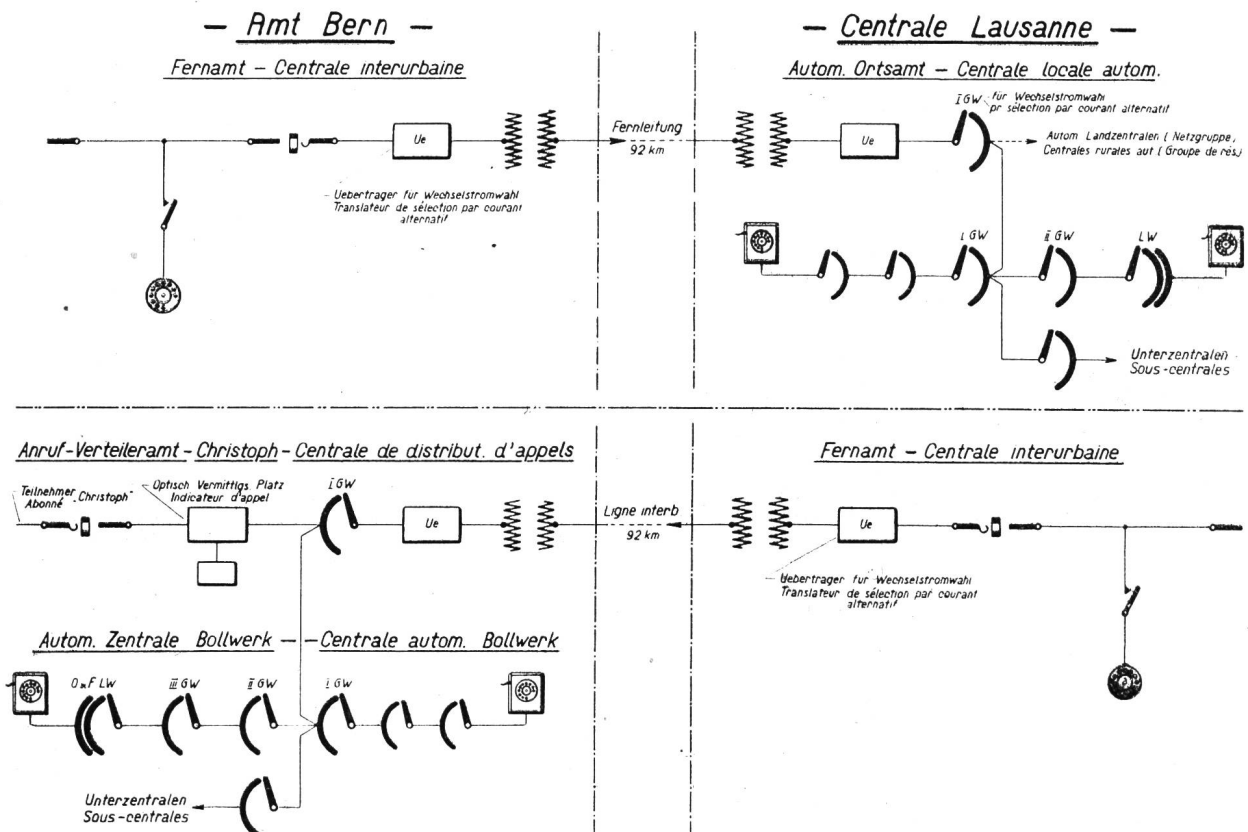 — Amt Bern —
— Centrale Lausanne —
Fernamt – Centrale interurbaine
Autom. Ortsamt – Centrale locale autom.
I GW
für Wechselstromwahl
pr sélection par courant alternatif
Ue
Fernleitung
92 km
Ue
Autom Landzentralen ( Netzgruppe)
Centrales rurales aut ( Groupe de rés.)
Uebertrager für Wechselstromwahl
Translateur de sélection par courant
alternatif
I GW
II GW
LW
Unterzentralen
Sous-centrales
Anruf-Verteileramt – Christoph – Centrale de distribut. d'appels
Fernamt – Centrale interurbaine
Teilnehmer "Christoph"
Abonné
Optisch Vermittlgs. Platz
Indicateur d'appel
I GW
Ue
Ligne interb
92 km
Ue
Uebertrager fur Wechselstromwahl
Translateur de sélection par courant
alternatif
Autom. Zentrale Bollwerk – – Centrale autom. Bollwerk
O u F LW
III GW
II GW
I GW
Unterzentralen
Sous-centrales